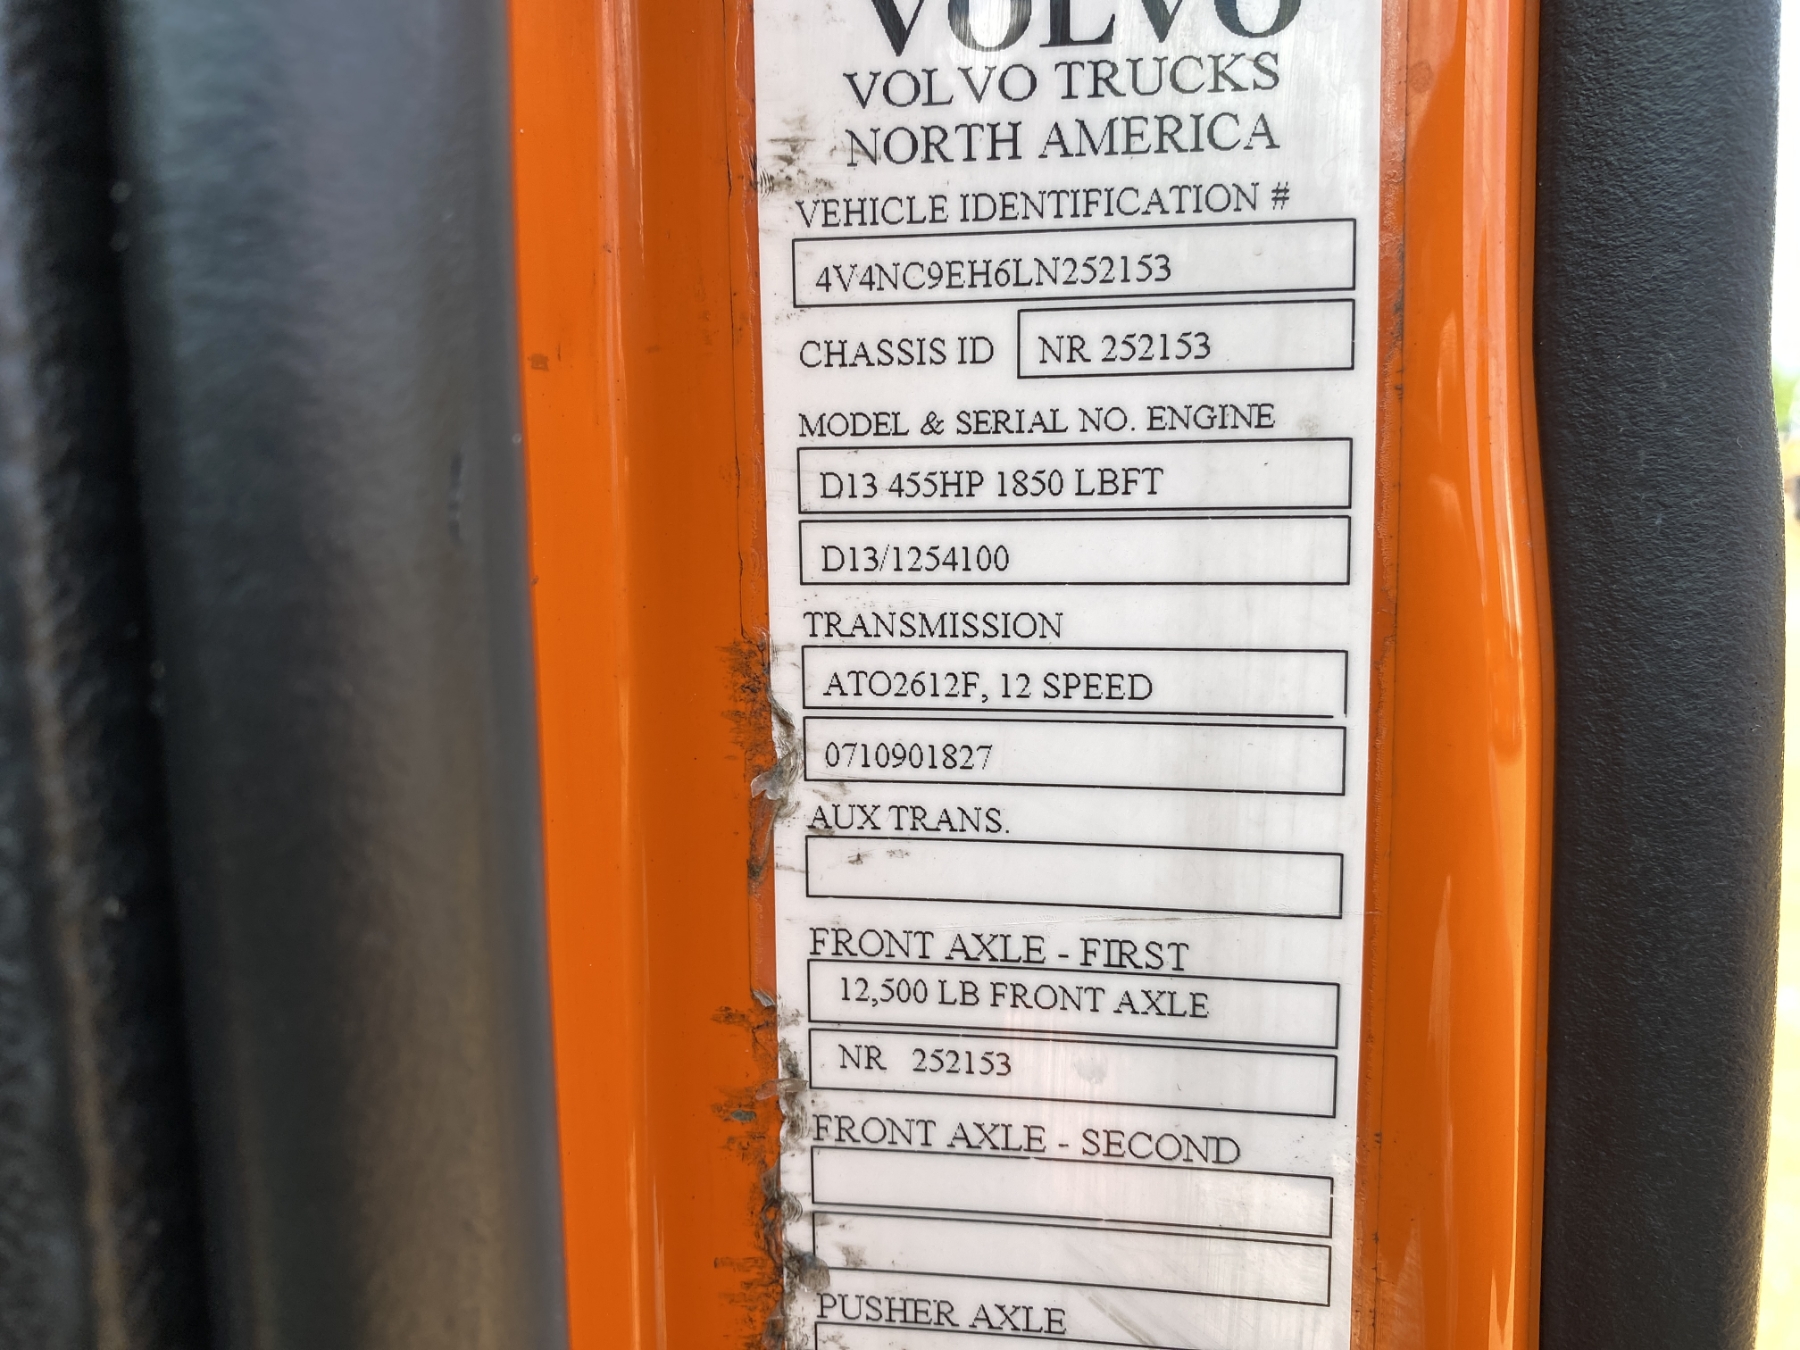 VOLVO
VOLVO TRUCKS
NORTH AMERICA
VEHICLE IDENTIFICATION #
4V4NC9EH6LN252153
CHASSIS ID NR 252153
MODEL & SERIAL NO. ENGINE
D13 455HP 1850 LBFT
D13/1254100
TRANSMISSION
ATO2612F, 12 SPEED
0710901827
AUX TRANS.
FRONT AXLE - FIRST
12,500 LB FRONT AXLE
NR 252153
FRONT AXLE - SECOND
PUSHER AXLE